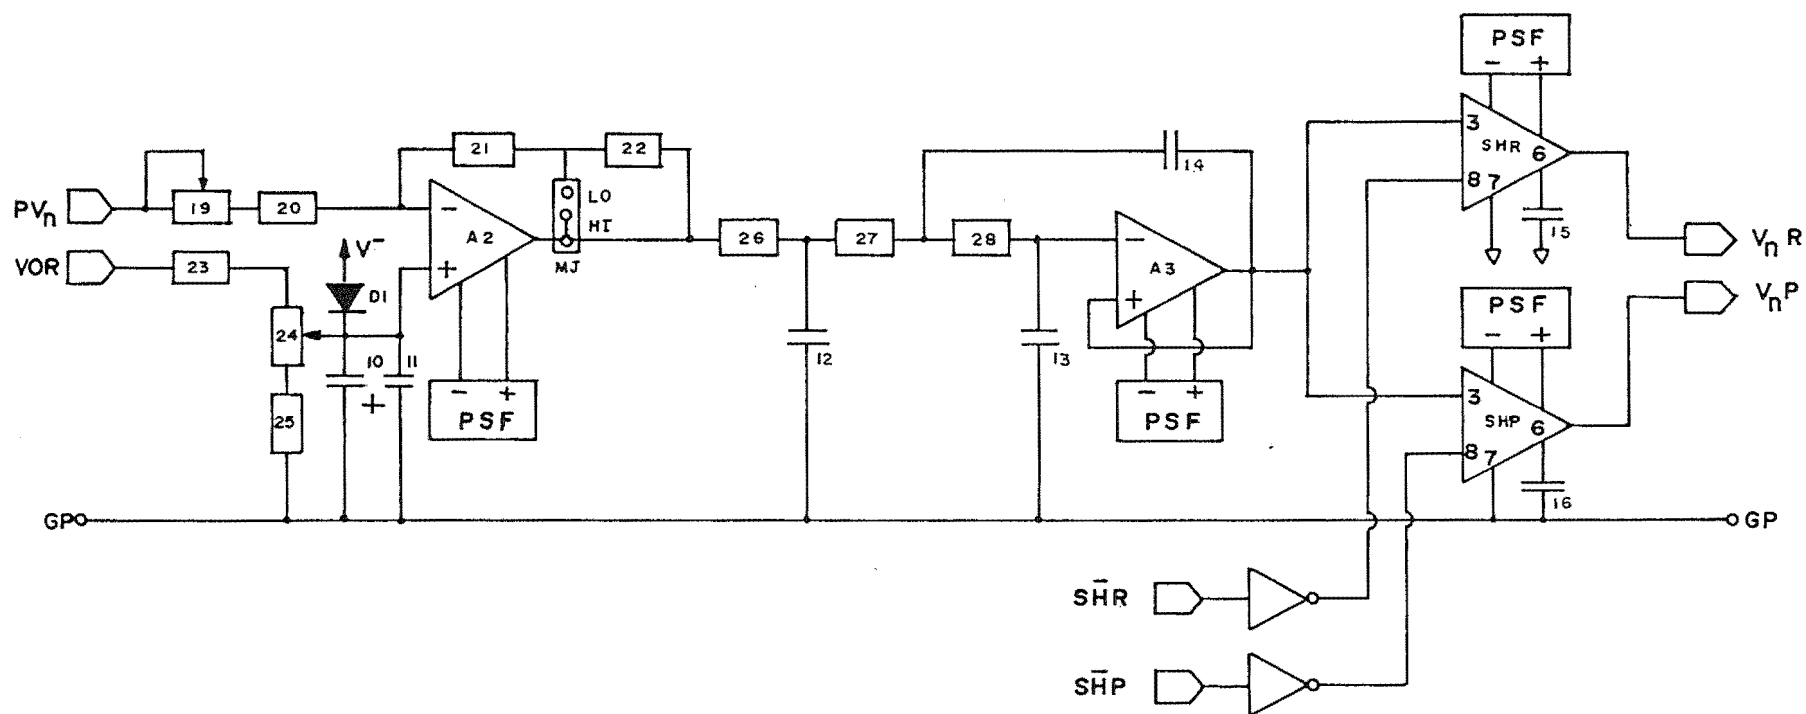 PSF
- +
3
SHR
6
8
7
15
21
22
14
PVn
19
20
-
A2
+
LO
HI
MJ
VOR
23
V-
D1
24
10
11
+
25
- +
PSF
26
27
28
12
13
-
A3
+
- +
PSF
VnR
VnP
PSF
- +
3
SHP
6
8
7
16
GP
GP
SH̄R
SH̄P